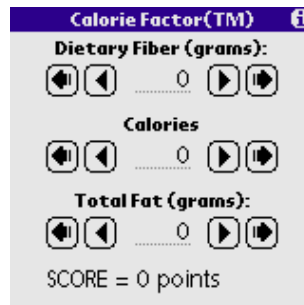 Calorie Factor(TM) i
Dietary Fiber (grams):
0
Calories
0
Total Fat (grams):
0
SCORE = 0 points